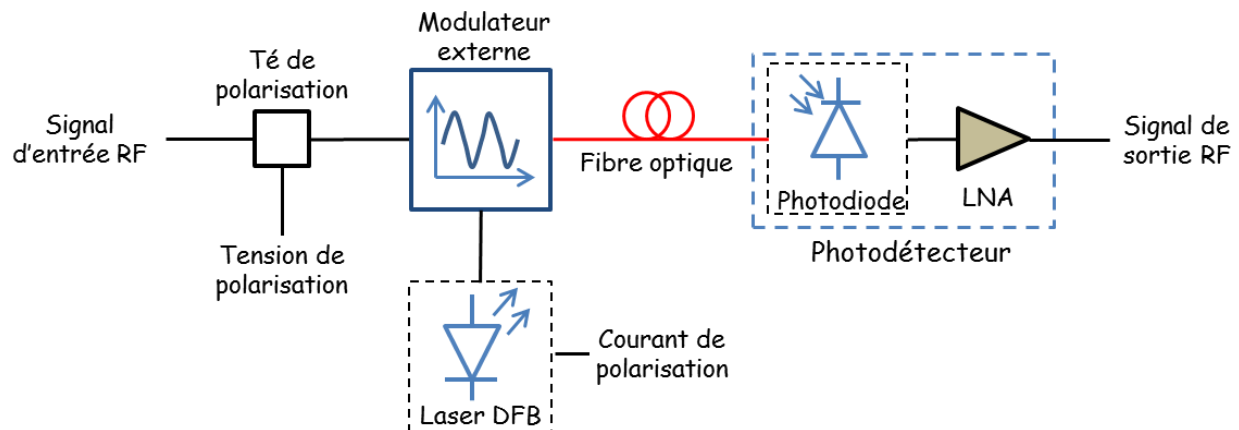 Modulateur
externe
Té de
polarisation
Signal
d'entrée RF
Tension de
polarisation
Fibre optique
Photodiode
LNA
Photodétecteur
Signal de
sortie RF
Courant de
polarisation
Laser DFB